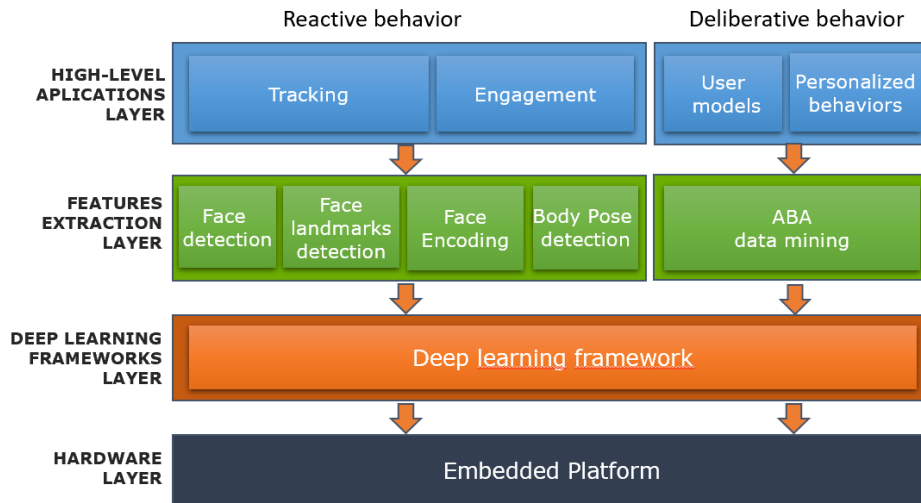 Reactive behavior
Deliberative behavior
HIGH-LEVEL
APLICATIONS
LAYER
Tracking
Engagement
User
models
Personalized
behaviors
FEATURES
EXTRACTION
LAYER
Face
detection
Face
landmarks
detection
Face
Encoding
Body Pose
detection
ABA
data mining
DEEP LEARNING
FRAMEWORKS
LAYER
Deep learning framework
HARDWARE
LAYER
Embedded Platform